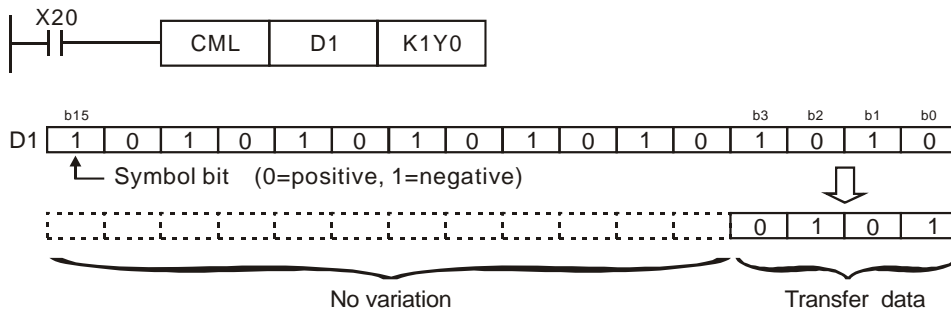 X20
CML D1 K1Y0
b15 b3 b2 b1 b0
D1 1 0 1 0 1 0 1 0 1 0 1 0 1 0 1 0
Symbol bit (0=positive, 1=negative)
0 1 0 1
No variation Transfer data